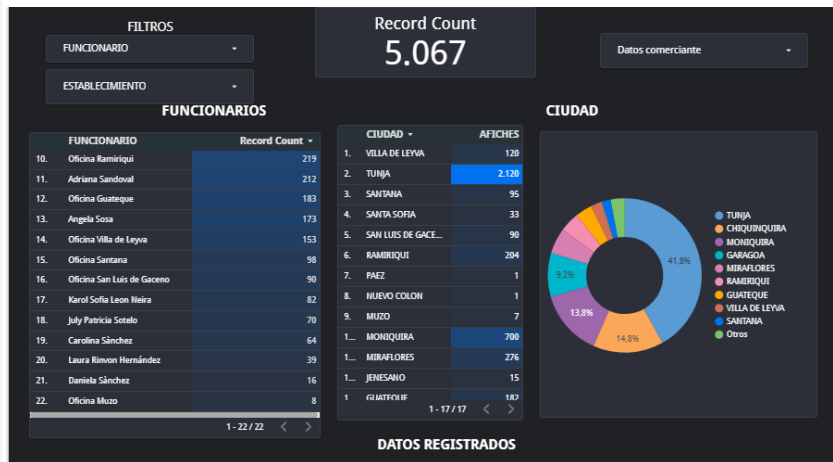 FILTROS
FUNCIONARIO
ESTABLECIMIENTO
Record Count
5.067
Datos comerciante
FUNCIONARIOS
FUNCIONARIO Record Count
10. Oficina Ramiriqui 219
11. Adriana Sandoval 212
12. Oficina Guateque 183
13. Angela Sosa 173
14. Oficina Villa de Leyva 153
15. Oficina Santana 98
16. Oficina San Luis de Gaceno 90
17. Karol Sofia Leon Neira 82
18. July Patricia Sotelo 70
19. Carolina Sànchez 64
20. Laura Rinvon Hernández 39
21. Daniela Sànchez 16
22. Oficina Muzo 8
1 - 22 / 22
CIUDAD AFICHES
1. VILLA DE LEYVA 120
2. TUNJA 2.120
3. SANTANA 95
4. SANTA SOFIA 33
5. SAN LUIS DE GACE... 90
6. RAMIRIQUI 204
7. PAEZ 1
8. NUEVO COLON 1
9. MUZO 7
1... MONIQUIRA 700
1... MIRAFLORES 276
1... JENESANO 15
1 GUATEQUE 182
1 - 17 / 17
CIUDAD
41,8%
14,8%
13,8%
9,2%
TUNJA
CHIQUINQUIRA
MONIQUIRA
GARAGOA
MIRAFLORES
RAMIRIQUI
GUATEQUE
VILLA DE LEYVA
SANTANA
Otros
DATOS REGISTRADOS